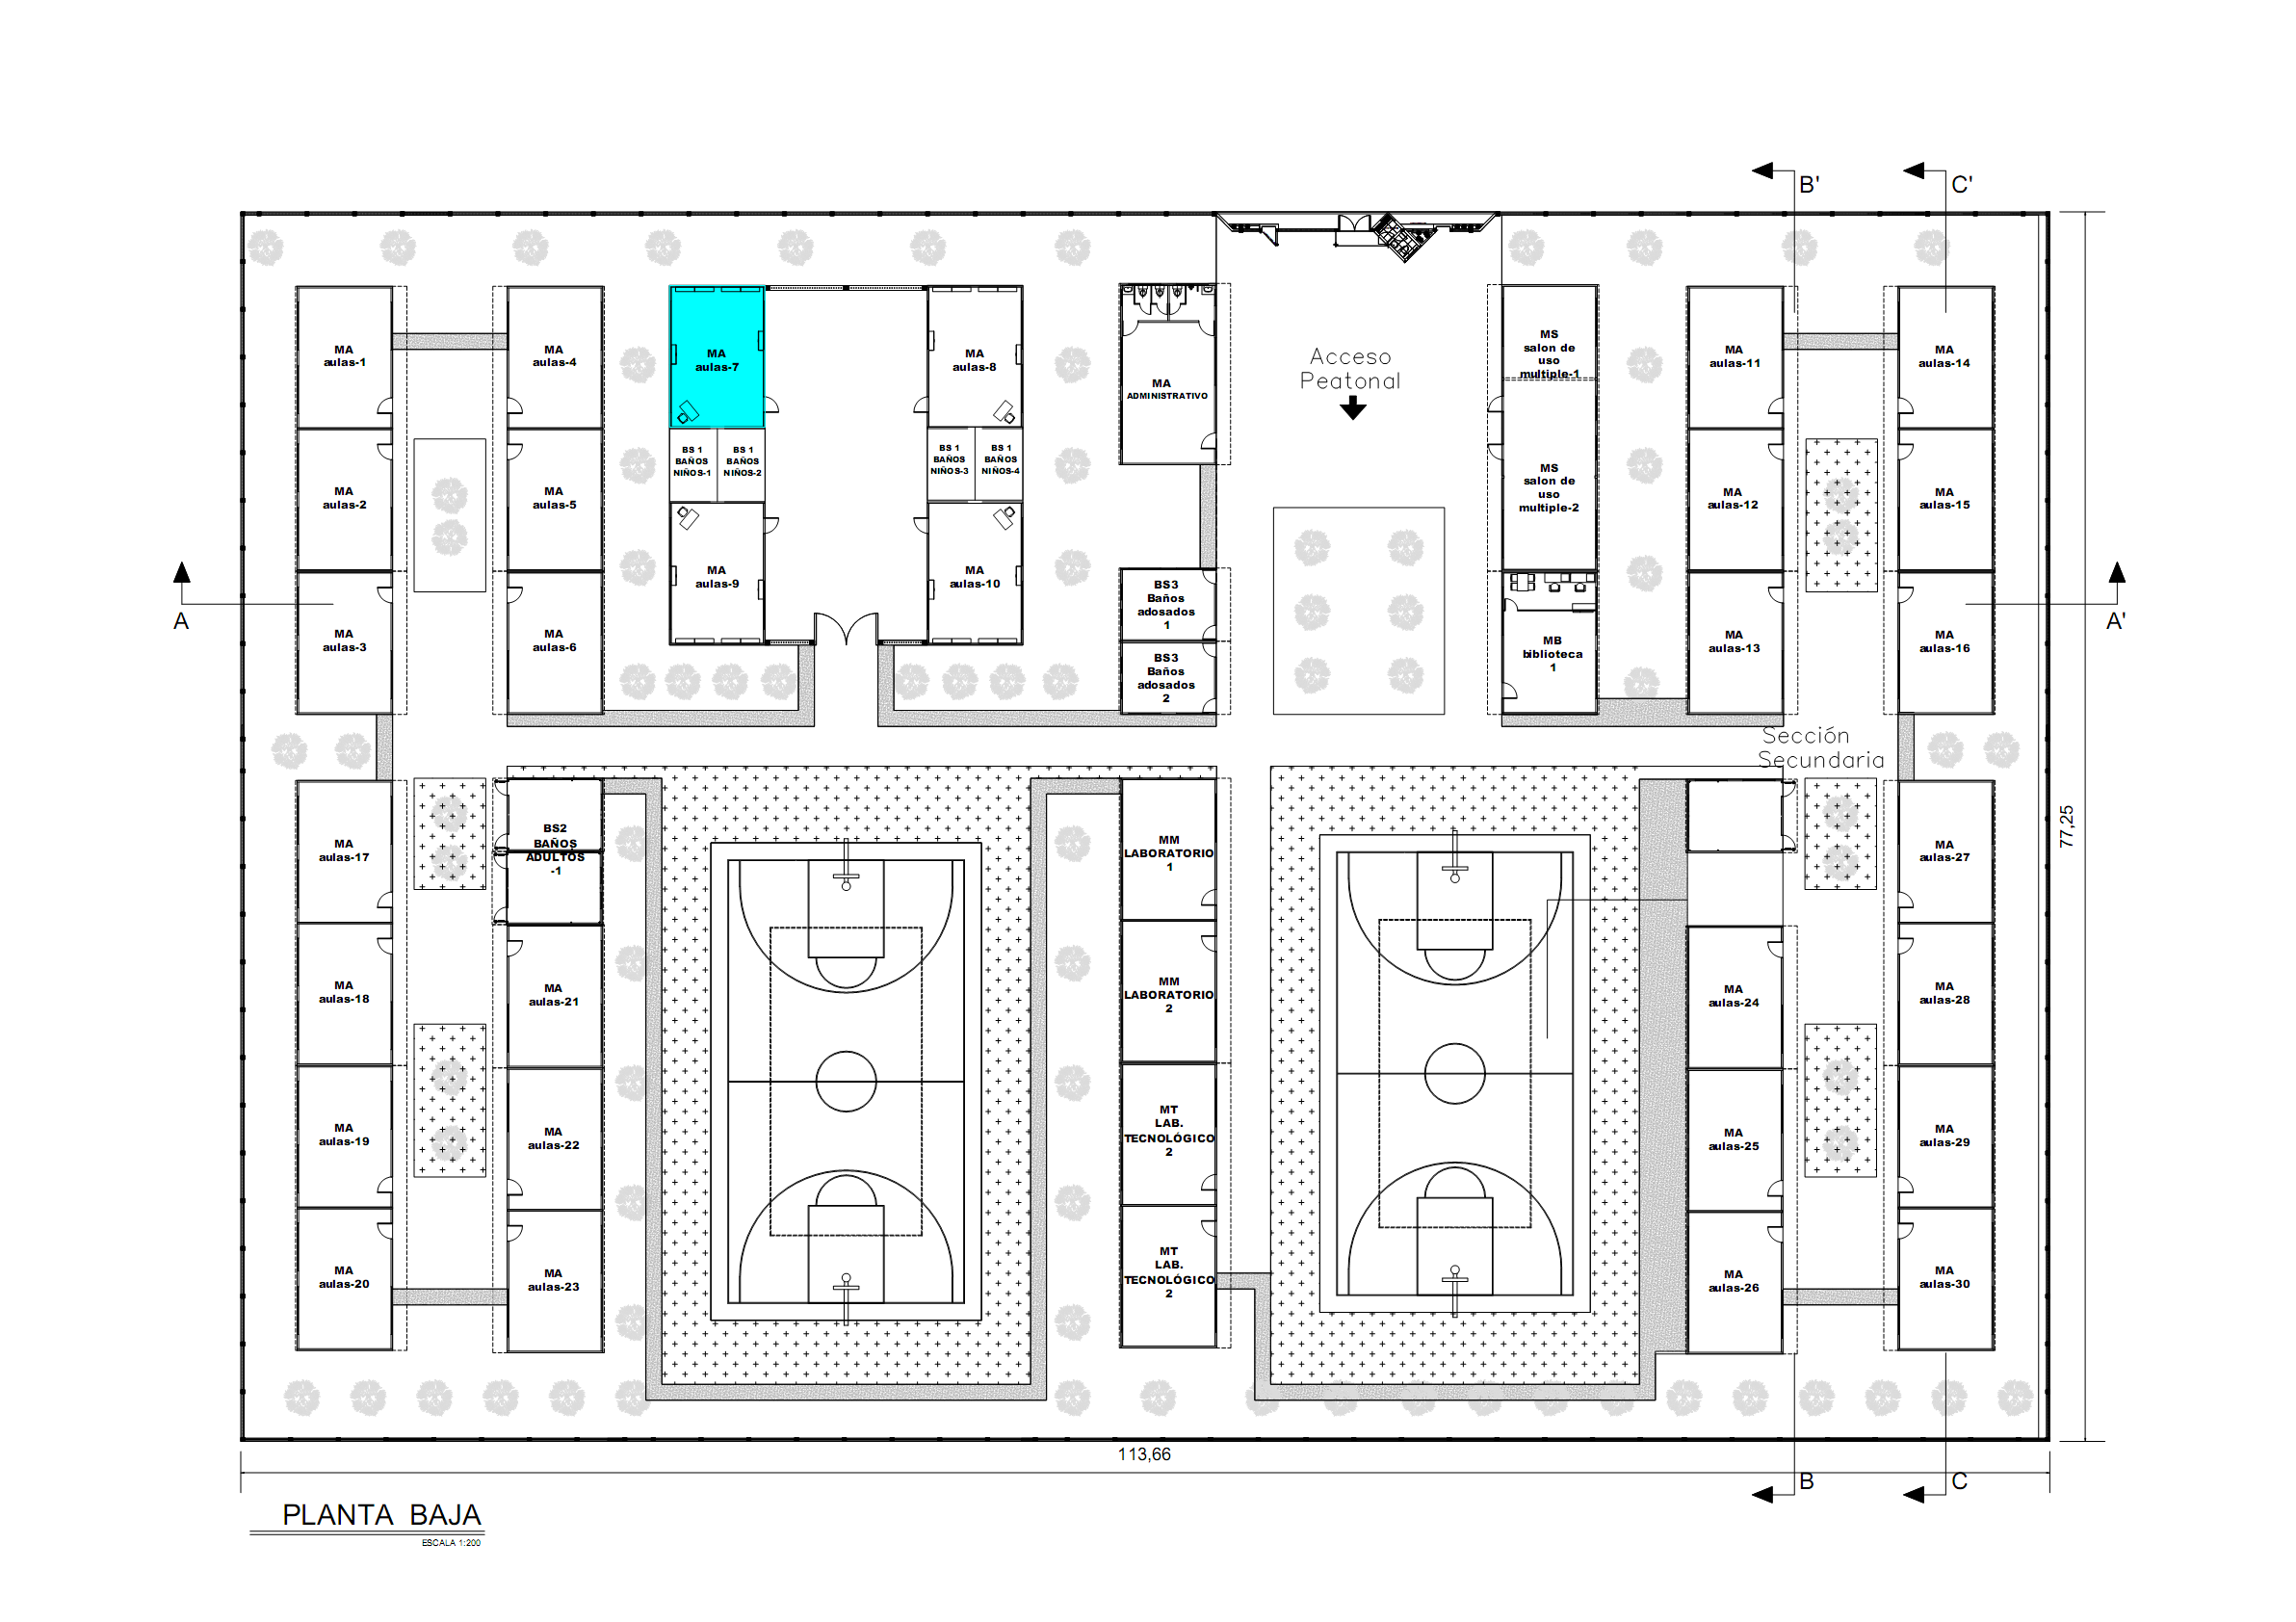 B'
C'
MA
aulas-1
MA
aulas-4
MA
aulas-7
MA
aulas-8
MA
ADMINISTRATIVO
Acceso
Peatonal
MS
salon de
uso
multiple-1
MA
aulas-11
MA
aulas-14
BS 1
BAÑOS
NIÑOS-1
BS 1
BAÑOS
NIÑOS-2
BS 1
BAÑOS
NIÑOS-3
BS 1
BAÑOS
NIÑOS-4
MA
aulas-2
MA
aulas-5
MS
salon de
uso
multiple-2
MA
aulas-12
MA
aulas-15
MA
aulas-9
MA
aulas-10
BS3
Baños
adosados
1
A
A'
MA
aulas-3
MA
aulas-6
BS3
Baños
adosados
2
MB
biblioteca
1
MA
aulas-13
MA
aulas-16
Sección
Secundaria
MA
aulas-17
BS2
BAÑOS
ADULTOS
-1
MM
LABORATORIO
1
MA
aulas-27
77,25
MA
aulas-18
MA
aulas-21
MM
LABORATORIO
2
MA
aulas-24
MA
aulas-28
MA
aulas-19
MA
aulas-22
MT
LAB.
TECNOLÓGICO
2
MA
aulas-25
MA
aulas-29
MA
aulas-20
MA
aulas-23
MT
LAB.
TECNOLÓGICO
2
MA
aulas-26
MA
aulas-30
113,66
B
C
PLANTA BAJA
ESCALA 1:200